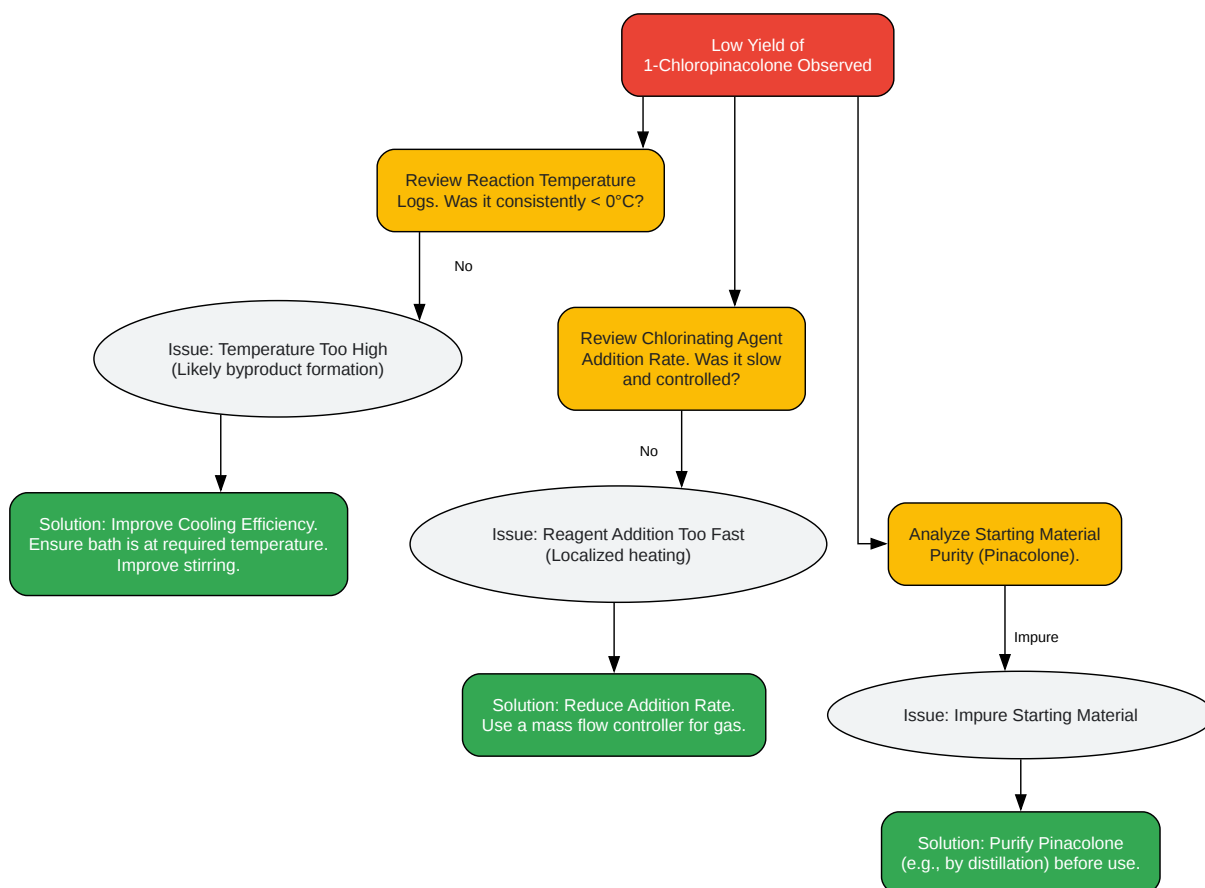 Low Yield of
1-Chloropinacolone Observed
Review Reaction Temperature
Logs. Was it consistently < 0°C?
No
Issue: Temperature Too High
(Likely byproduct formation)
Solution: Improve Cooling Efficiency.
Ensure bath is at required temperature.
Improve stirring.
Review Chlorinating Agent
Addition Rate. Was it slow
and controlled?
No
Issue: Reagent Addition Too Fast
(Localized heating)
Solution: Reduce Addition Rate.
Use a mass flow controller for gas.
Analyze Starting Material
Purity (Pinacolone).
Impure
Issue: Impure Starting Material
Solution: Purify Pinacolone
(e.g., by distillation) before use.